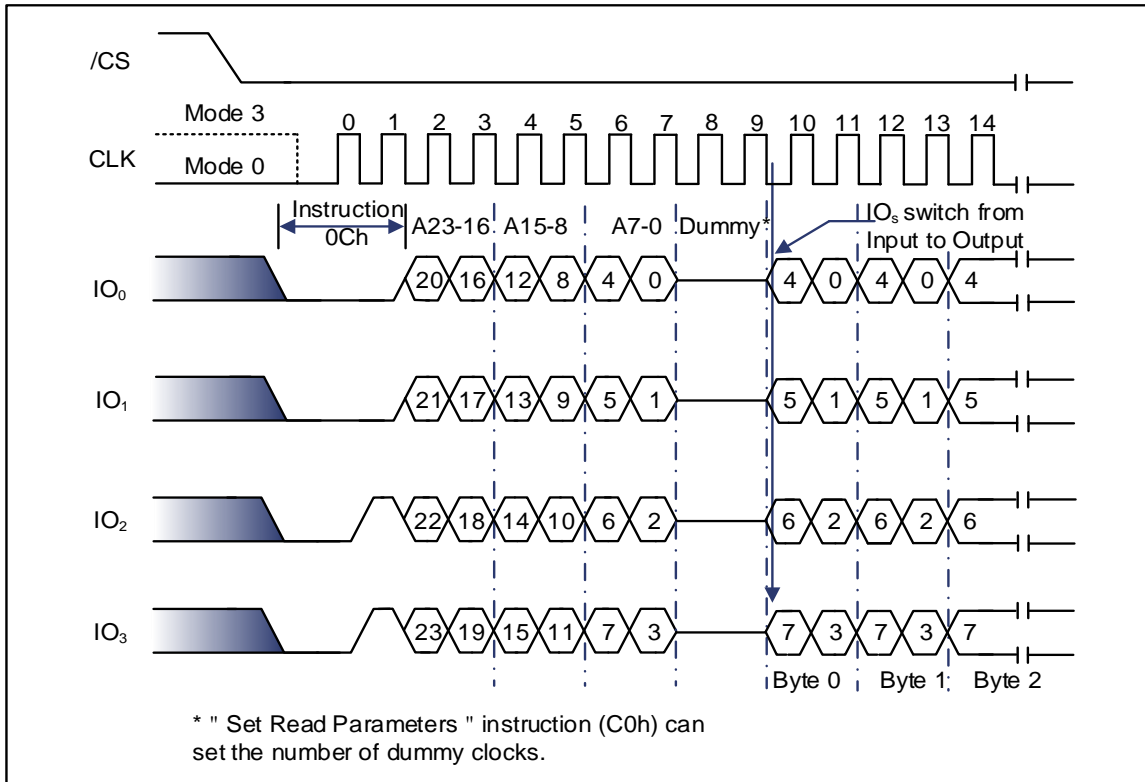 /CS
Mode 3
0 1 2 3 4 5 6 7 8 9 10 11 12 13 14
CLK
Mode 0
Instruction
0Ch
A23-16 A15-8 A7-0 Dummy*
IOs switch from
Input to Output
IO0 20 16 12 8 4 0 4 0 4 0 4
IO1 21 17 13 9 5 1 5 1 5 1 5
IO2 22 18 14 10 6 2 6 2 6 2 6
IO3 23 19 15 11 7 3 7 3 7 3 7
Byte 0 Byte 1 Byte 2
* " Set Read Parameters " instruction (C0h) can
set the number of dummy clocks.